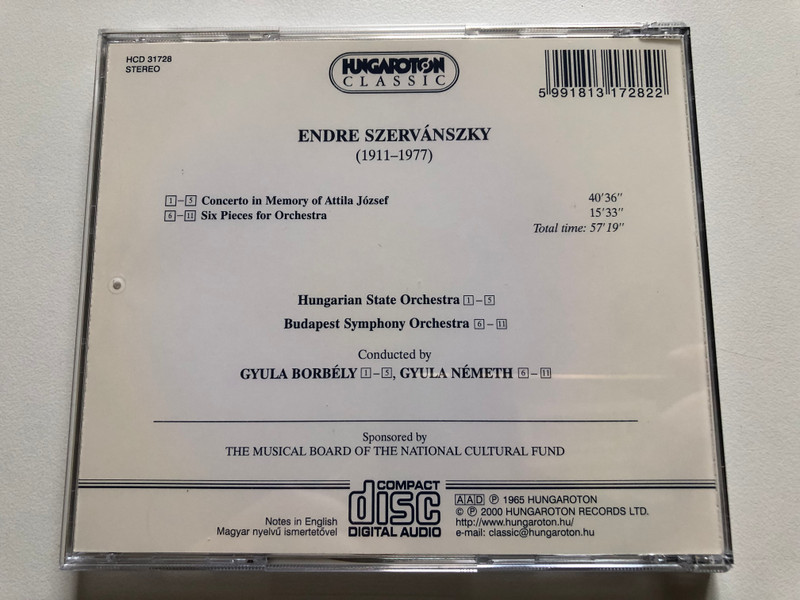 HCD 31728
STEREO
HUNGAROTON
CLASSIC
5 991813 172822
ENDRE SZERVÁNSZKY
(1911–1977)
1–5 Concerto in Memory of Attila József 40'36"
6–11 Six Pieces for Orchestra 15'33"
Total time: 57'19"
Hungarian State Orchestra 1–5
Budapest Symphony Orchestra 6–11
Conducted by
GYULA BORBÉLY 1–5, GYULA NÉMETH 6–11
Sponsored by
THE MUSICAL BOARD OF THE NATIONAL CULTURAL FUND
Notes in English
Magyar nyelvű ismertetővel
COMPACT
disc
DIGITAL AUDIO
AAD ℗ 1965 HUNGAROTON
© ℗ 2000 HUNGAROTON RECORDS LTD.
http://www.hungaroton.hu/
e-mail: classic@hungaroton.hu